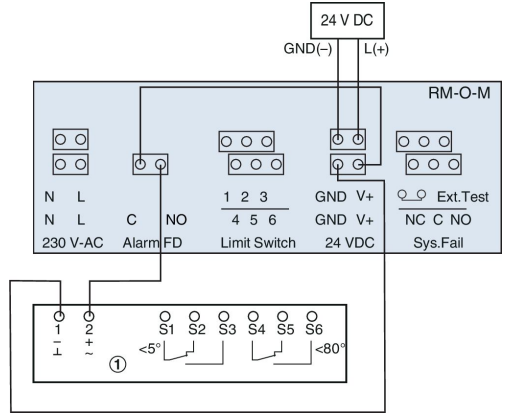 24 V DC
GND(–) L(+)
RM-O-M
N L 1 2 3 GND V+ Ext.Test
N L C NO 4 5 6 GND V+ NC C NO
230 V-AC Alarm FD Limit Switch 24 VDC Sys.Fail
1 2 S1 S2 S3 S4 S5 S6
– +
⊥ ~
① <5° <80°